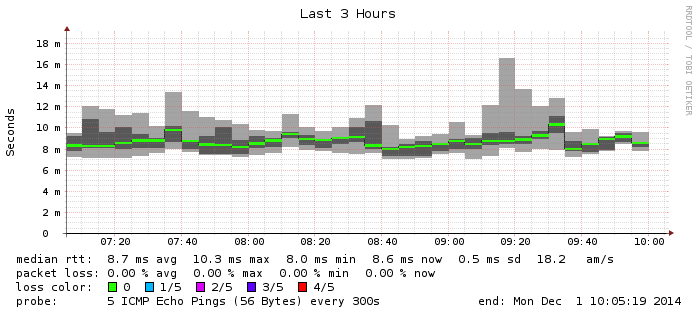 Last 3 Hours
RRDTOOL / TOBI OETIKER
Seconds
18 m
16 m
14 m
12 m
10 m
8 m
6 m
4 m
2 m
0
07:20 07:40 08:00 08:20 08:40 09:00 09:20 09:40 10:00
median rtt: 8.7 ms avg 10.3 ms max 8.0 ms min 8.6 ms now 0.5 ms sd 18.2 am/s
packet loss: 0.00 % avg 0.00 % max 0.00 % min 0.00 % now
loss color: 0 1/5 2/5 3/5 4/5
probe: 5 ICMP Echo Pings (56 Bytes) every 300s end: Mon Dec 1 10:05:19 2014